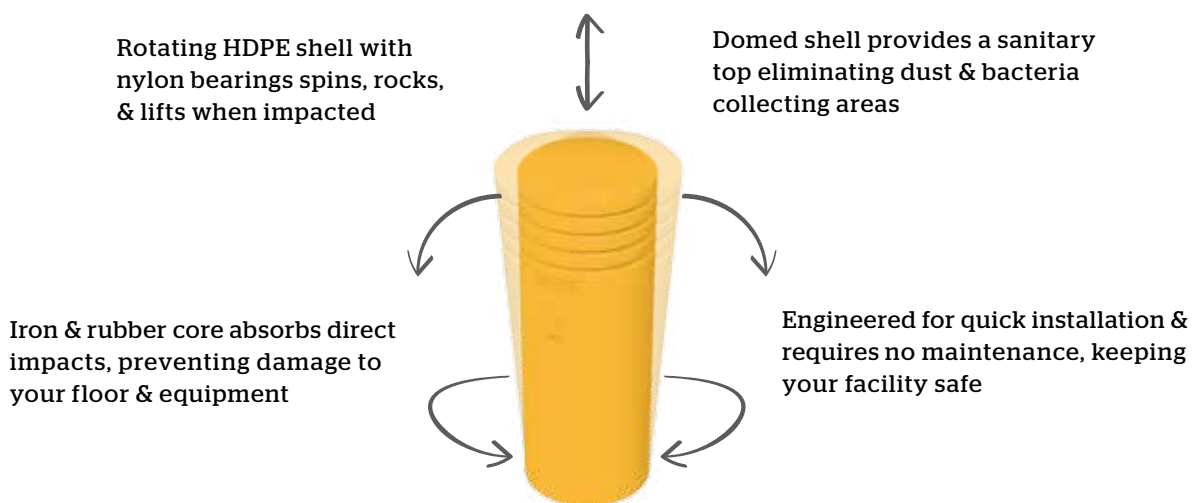 Rotating HDPE shell with
nylon bearings spins, rocks,
& lifts when impacted
Domed shell provides a sanitary
top eliminating dust & bacteria
collecting areas
Iron & rubber core absorbs direct
impacts, preventing damage to
your floor & equipment
Engineered for quick installation &
requires no maintenance, keeping
your facility safe